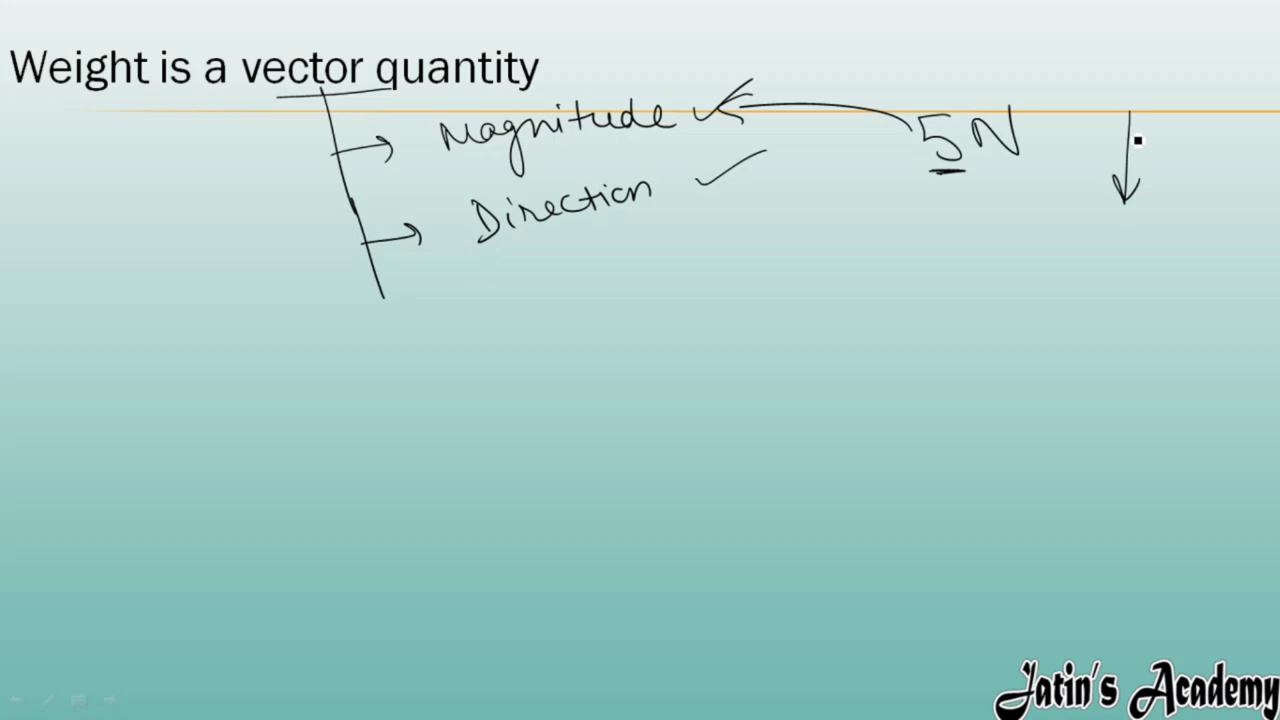 Weight is a vector quantity
Magnitude
5N
Direction
Jatin's Academy